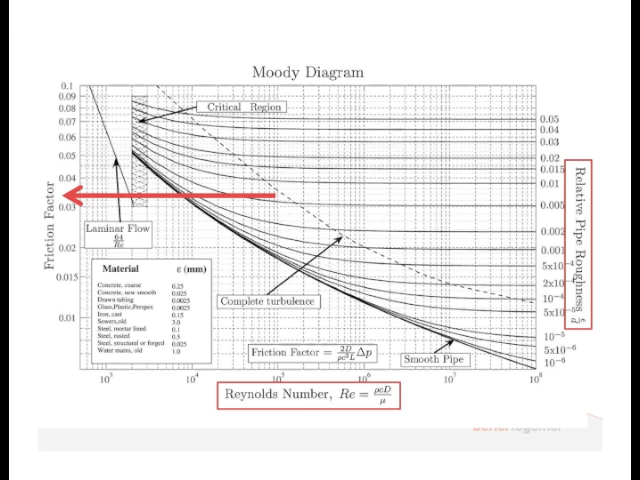 Moody Diagram
0.1
0.09
0.08
0.07
0.06
0.05
0.04
0.03
0.02
0.015
0.01
Friction Factor
Critical Region
Laminar Flow
64
Re
Complete turbulence
Smooth Pipe
Friction Factor = 2D/ρc²L Δp
Material ε (mm)
Concrete, coarse 0.25
Concrete, new smooth 0.025
Drawn tubing 0.0025
Glass,Plastic,Perspex 0.0025
Iron, cast 0.15
Sewers,old 3.0
Steel, mortar lined 0.1
Steel, rusted 0.5
Steel, structural or forged 0.025
Water mains, old 1.0
0.05
0.04
0.03
0.02
0.015
0.01
0.005
0.002
0.001
5x10⁻⁴
2x10⁻⁴
10⁻⁴
5x10
10⁻⁵
5x10⁻⁶
10⁻⁶
Relative Pipe Roughness ε/d
10³ 10⁴ 10⁵ 10⁶ 10⁷ 10⁸
Reynolds Number, Re = ρcD/μ